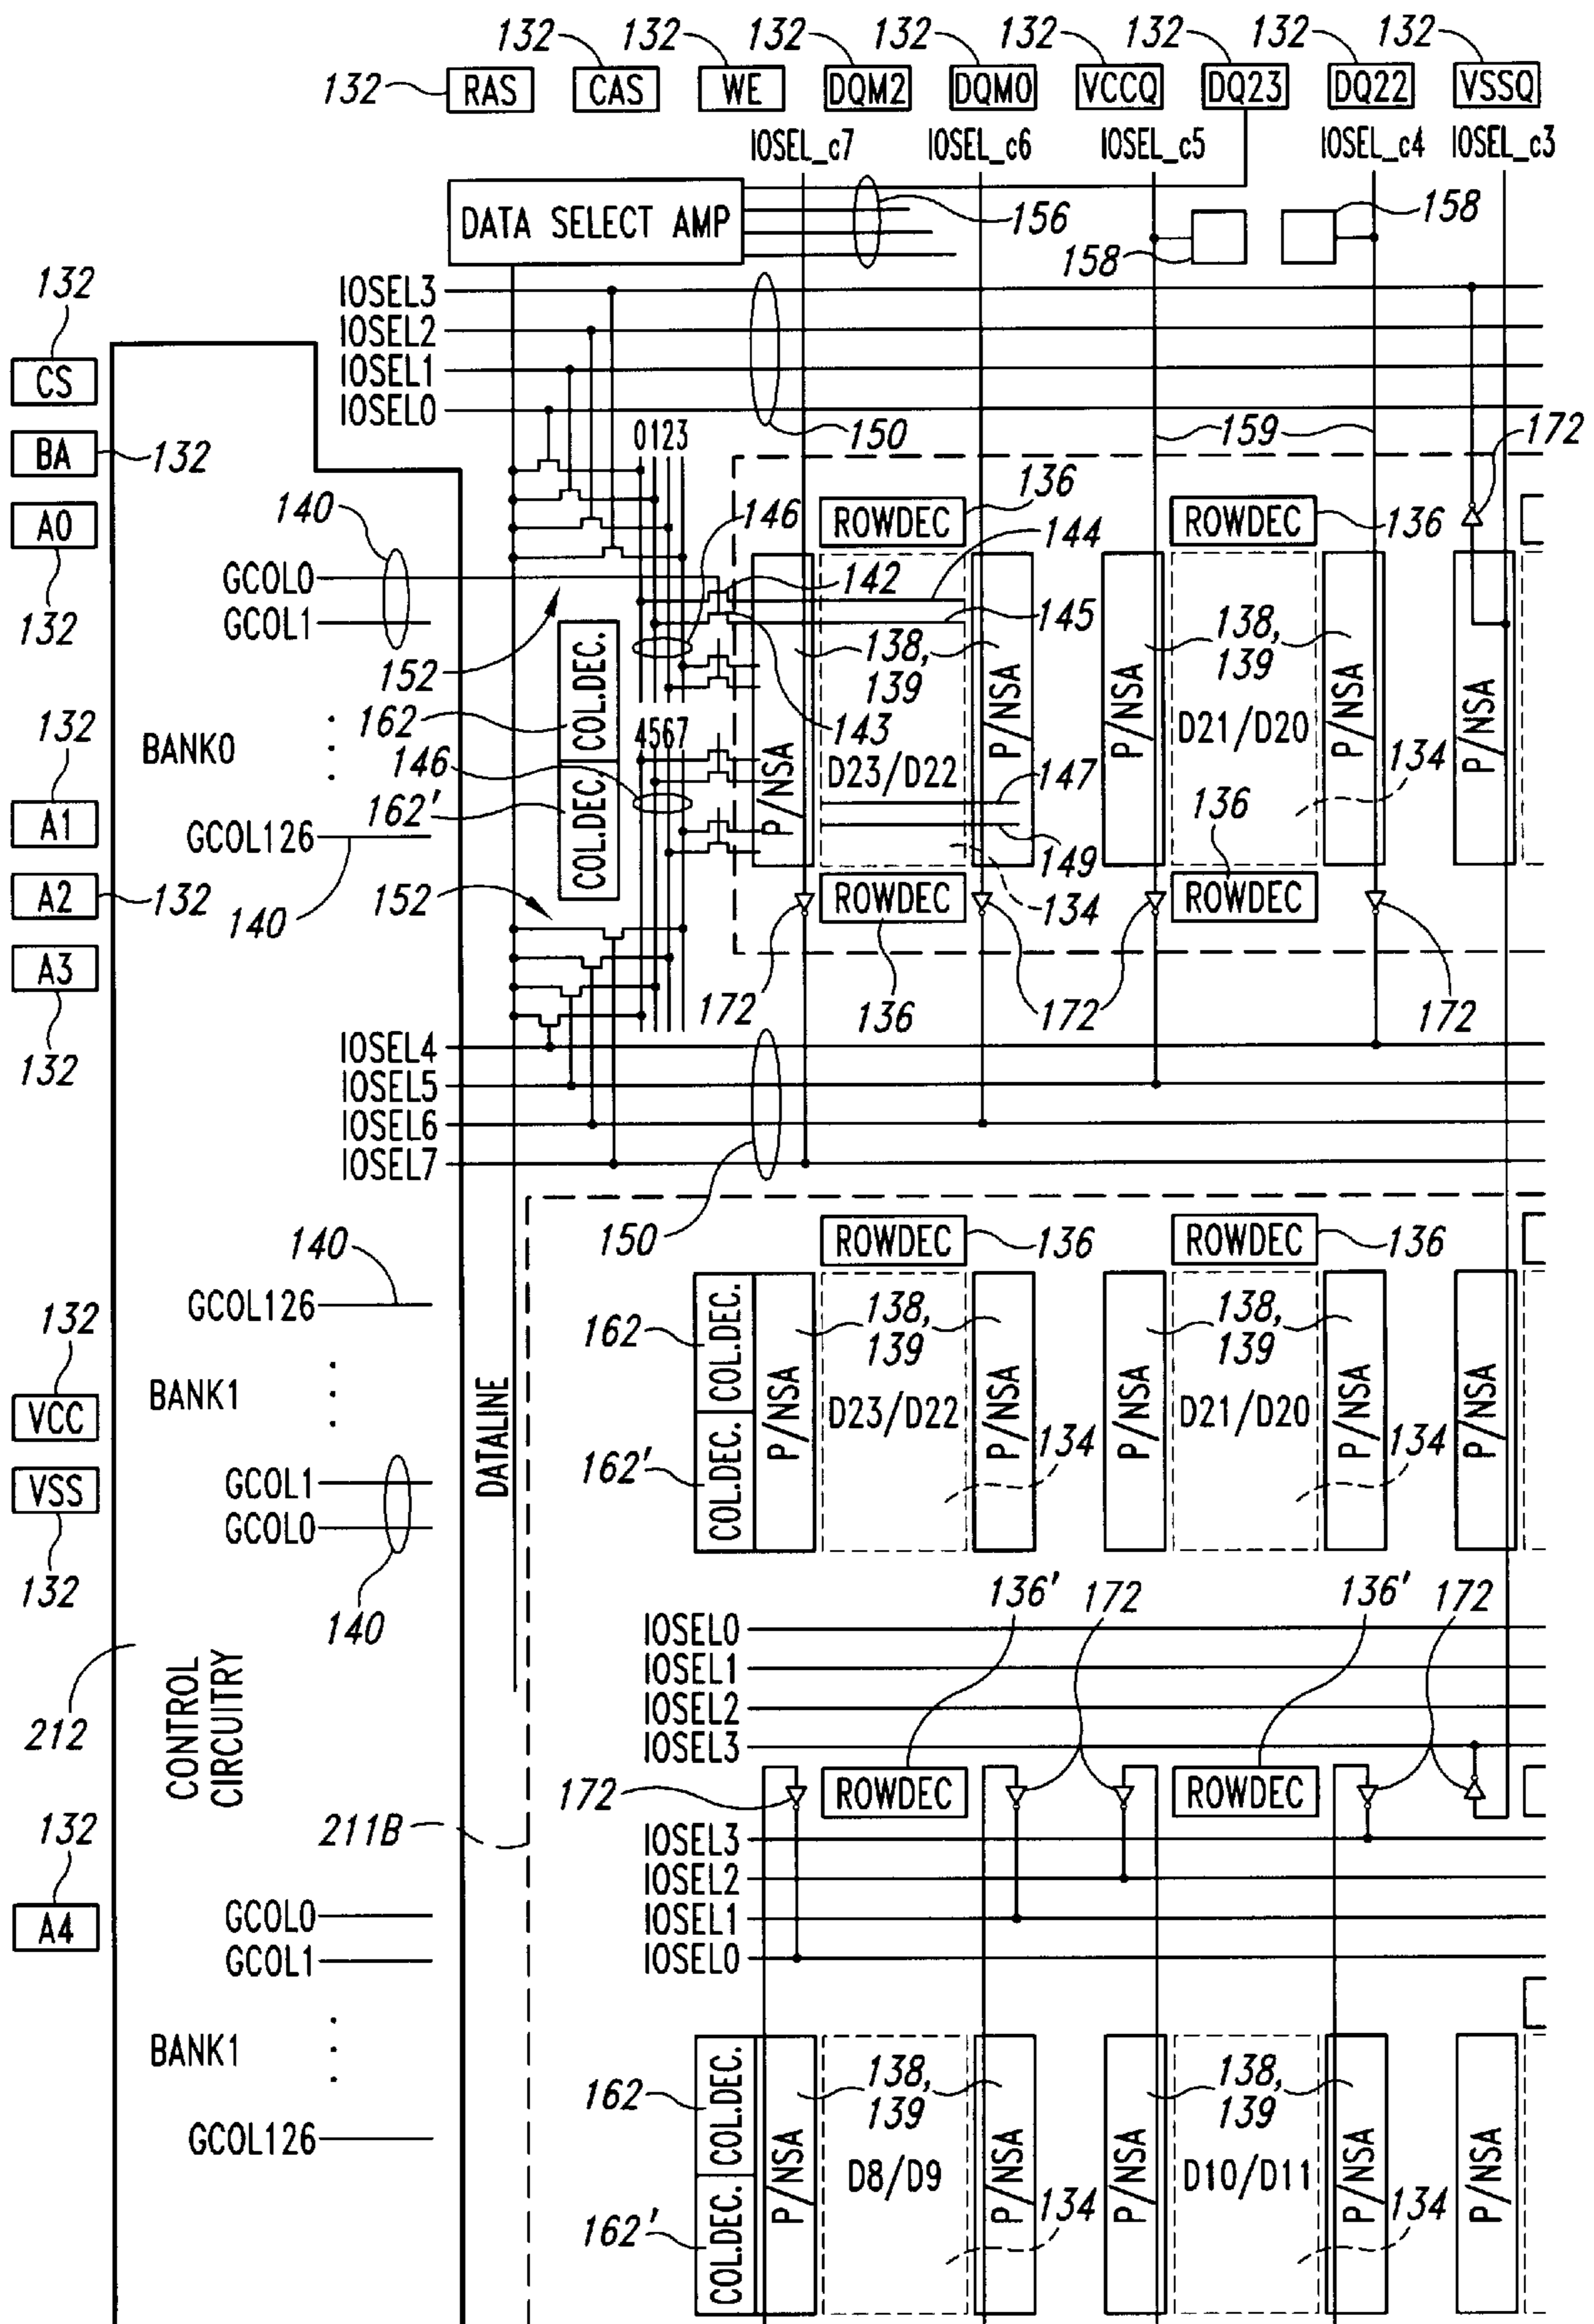 132 132 132 132 132 132 132
132 RAS CAS WE DQM2 DQM0 VCCQ DQ23 DQ22 VSSQ
IOSEL_c7 IOSEL_c6 IOSEL_c5 IOSEL_c4 IOSEL_c3
DATA SELECT AMP 156 158 158
132 IOSEL3
IOSEL2
CS IOSEL1
IOSEL0
150 159 172
0123
BA 132
140 146 136 136
ROWDEC ROWDEC
A0 144
GCOL0 142
132 GCOL1 145
152 138, 138,
139 139
162 COL.DEC. 143 P/NSA P/NSA D21/D20 P/NSA P/NSA
132 4567
BANK0 146 P/NSA D23/D22 147 134
A1 162' COL.DEC. 136
GCOL126 149
A2 132 152 ROWDEC 134 ROWDEC
140
A3 172 136 172 172
132 IOSEL4
IOSEL5
IOSEL6
IOSEL7
150
140 ROWDEC 136 ROWDEC 136
GCOL126
132 162 COL.DEC. 138, 138,
139 139
BANK1 P/NSA D23/D22 P/NSA P/NSA D21/D20 P/NSA P/NSA
VCC DATALINE
162' COL.DEC. 134 134
GCOL1
VSS GCOL0
132 140
136' 172 136' 172
IOSEL0
IOSEL1
IOSEL2
212 CONTROL CIRCUITRY IOSEL3
172 ROWDEC ROWDEC
132 211B IOSEL3
IOSEL2
A4 GCOL0 IOSEL1
GCOL1 IOSEL0
BANK1 162 COL.DEC. 138, 138,
139 139
GCOL126 P/NSA D8/D9 P/NSA P/NSA D10/D11 P/NSA P/NSA
162' COL.DEC. 134 134